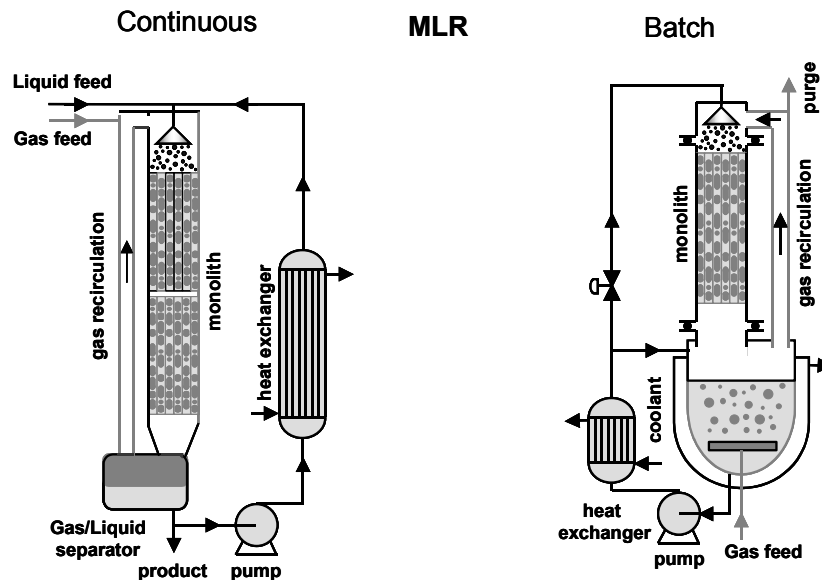 Continuous
MLR
Batch
Liquid feed
Gas feed
gas recirculation
monolith
heat exchanger
Gas/Liquid
separator
product
pump
purge
monolith
gas recirculation
coolant
heat
exchanger
pump
Gas feed